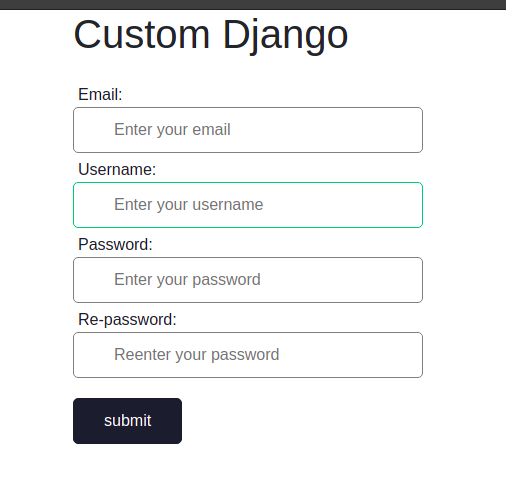 Custom Django
Email:
Enter your email
Username:
Enter your username
Password:
Enter your password
Re-password:
Reenter your password
submit